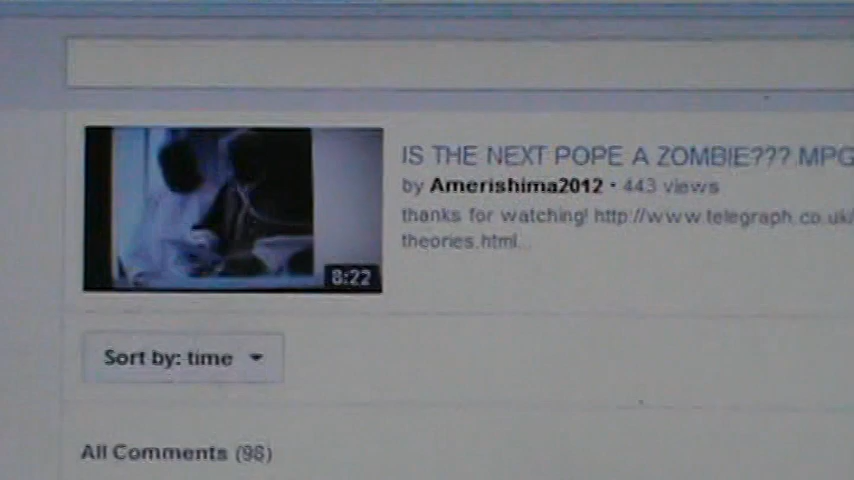 IS THE NEXT POPE A ZOMBIE??? MPG
by Amerishima2012 • 443 views
thanks for watching! http://www.telegraph.co.uk/
theories.html...
8:22
Sort by: time
All Comments (98)